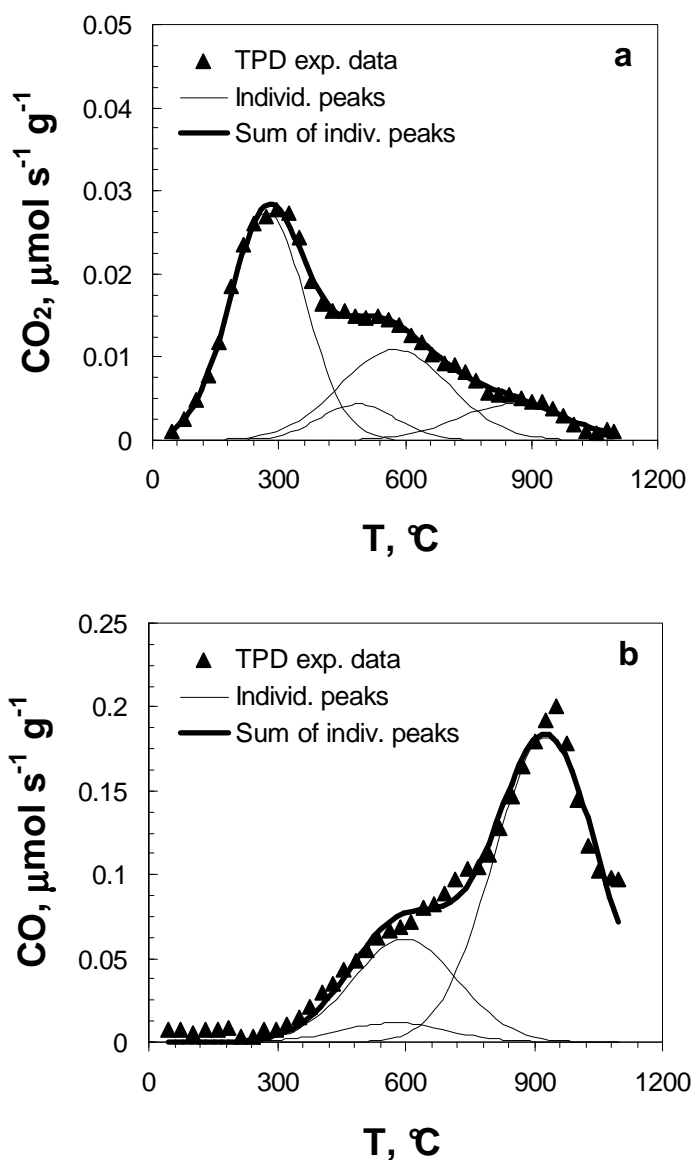 0.05
a
TPD exp. data
Individ. peaks
Sum of indiv. peaks
0.04
0.03
0.02
0.01
0
CO₂, μmol s⁻¹ g⁻¹
0 300 600 900 1200
T, °C
0.25
b
TPD exp. data
Individ. peaks
Sum of indiv. peaks
0.2
0.15
0.1
0.05
0
CO, μmol s⁻¹ g⁻¹
0 300 600 900 1200
T, °C